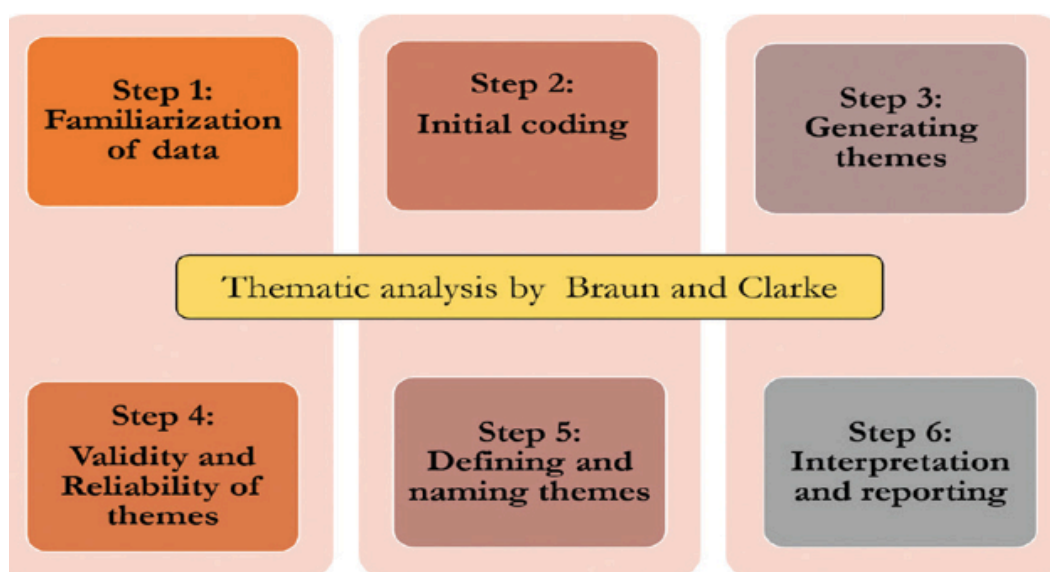 Step 1:
Familiarization
of data
Step 2:
Initial coding
Step 3:
Generating
themes
Thematic analysis by Braun and Clarke
Step 4:
Validity and
Reliability of
themes
Step 5:
Defining and
naming themes
Step 6:
Interpretation
and reporting